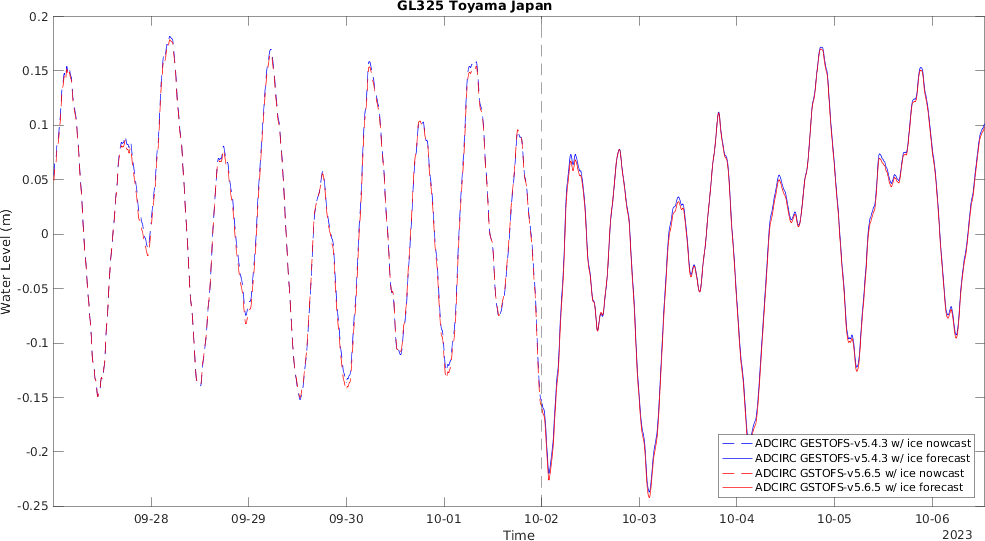 GL325 Toyama Japan
0.2
0.15
0.1
0.05
0
-0.05
-0.1
-0.15
-0.2
-0.25
Water Level (m)
09-28 09-29 09-30 10-01 10-02 10-03 10-04 10-05 10-06
Time
2023
ADCIRC GESTOFS-v5.4.3 w/ ice nowcast
ADCIRC GESTOFS-v5.4.3 w/ ice forecast
ADCIRC GSTOFS-v5.6.5 w/ ice nowcast
ADCIRC GSTOFS-v5.6.5 w/ ice forecast